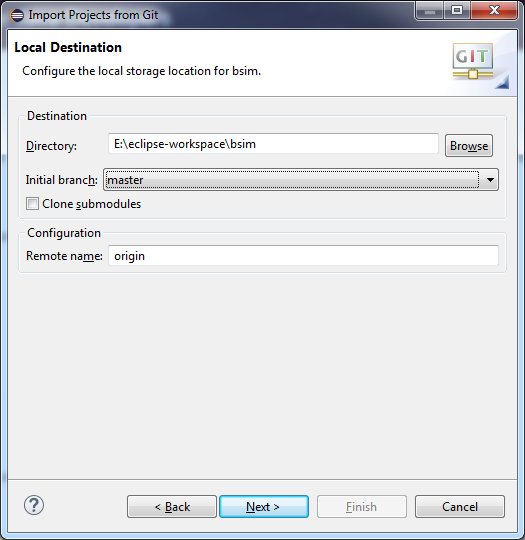 Import Projects from Git
Local Destination
Configure the local storage location for bsim.
GIT
Destination
Directory: E:\eclipse-workspace\bsim Browse
Initial branch: master
Clone submodules
Configuration
Remote name: origin
? < Back Next > Finish Cancel